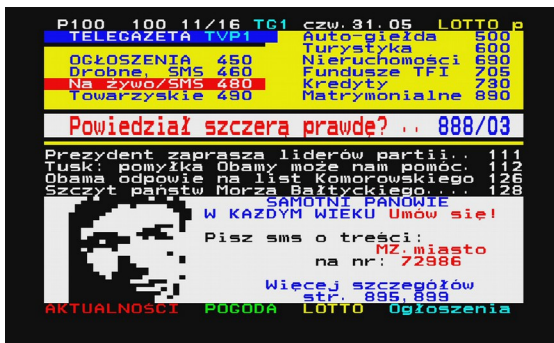 P100 100 11/16 TG1 czw.31.05 LOTTO p
TELEGAZETA TVP1 Auto-giełda 500
Turystyka 600
OGŁOSZENIA 450 Nieruchomości 690
Drobne, SMS 460 Fundusze TFI 705
Na żywo/SMS 480 Kredyty 730
Towarzyskie 490 Matrymonialne 890
Powiedział szczerą prawdę? .. 888/03
Prezydent zaprasza liderów partii.. 111
Tusk: pomyłka Obamy może nam pomóc. 112
Obama odpowie na list Komorowskiego 126
Szczyt państw Morza Bałtyckiego.... 128
SAMOTNI PANOWIE
W KAŻDYM WIEKU Umów się!
Pisz sms o treści:
MZ.miasto
na nr: 72986
Więcej szczegółów
str. 895,899
AKTUALNOŚCI POGODA LOTTO Ogłoszenia